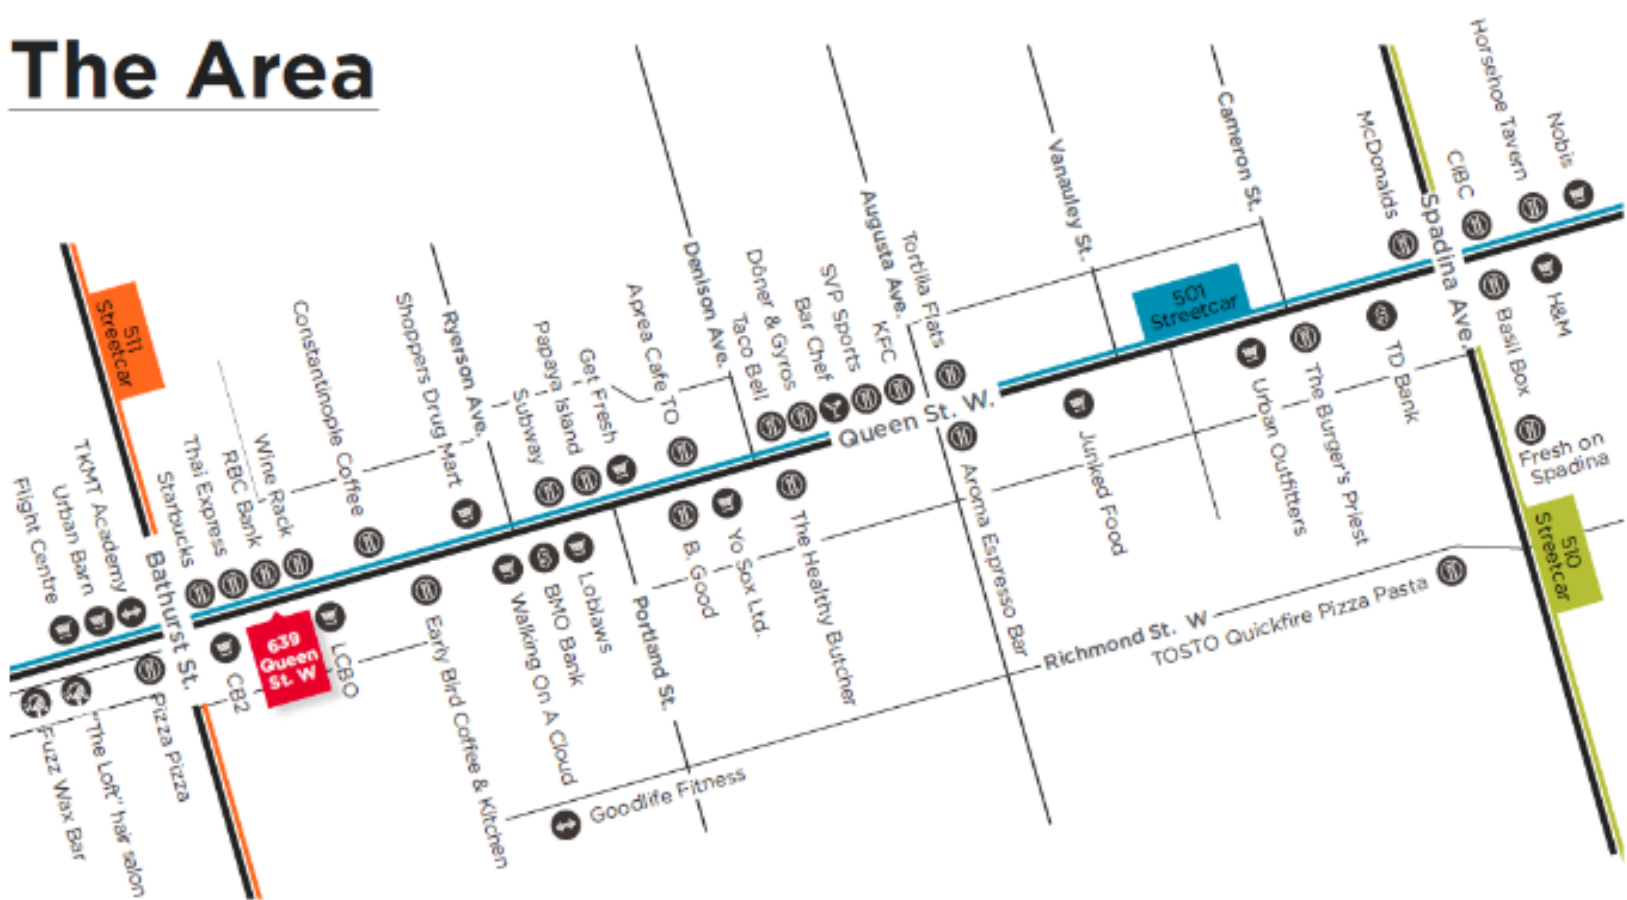 The Area
511
Streetcar
501
Streetcar
510
Streetcar
639
Queen
St. W
Bathurst St.
Ryerson Ave.
Denison Ave.
Augusta Ave.
Vanauley St.
Cameron St.
Spadina Ave.
Queen St. W.
Portland St.
Richmond St. W
Flight Centre
Urban Barn
TKMT Academy
Starbucks
Thai Express
RBC Bank
Wine Rack
Constantinople Coffee
Shoppers Drug Mart
Subway
Papaya Island
Get Fresh
Aprea Cafe TO
Taco Bell
Döner & Gyros
Bar Chef
SVP Sports
KFC
Tortilla Flats
McDonalds
CIBC
Horsehoe Tavern
Nobis
Fuzz Wax Bar
"The Loft" hair salon
Pizza Pizza
CB2
LCBO
Early Bird Coffee & Kitchen
Walking On A Cloud
BMO Bank
Loblaws
B. Good
Yo Sox Ltd.
The Healthy Butcher
Aroma Espresso Bar
Junked Food
Urban Outfitters
The Burger's Priest
TD Bank
Basil Box
H&M
Fresh on
Spadina
TOSTO Quickfire Pizza Pasta
Goodlife Fitness